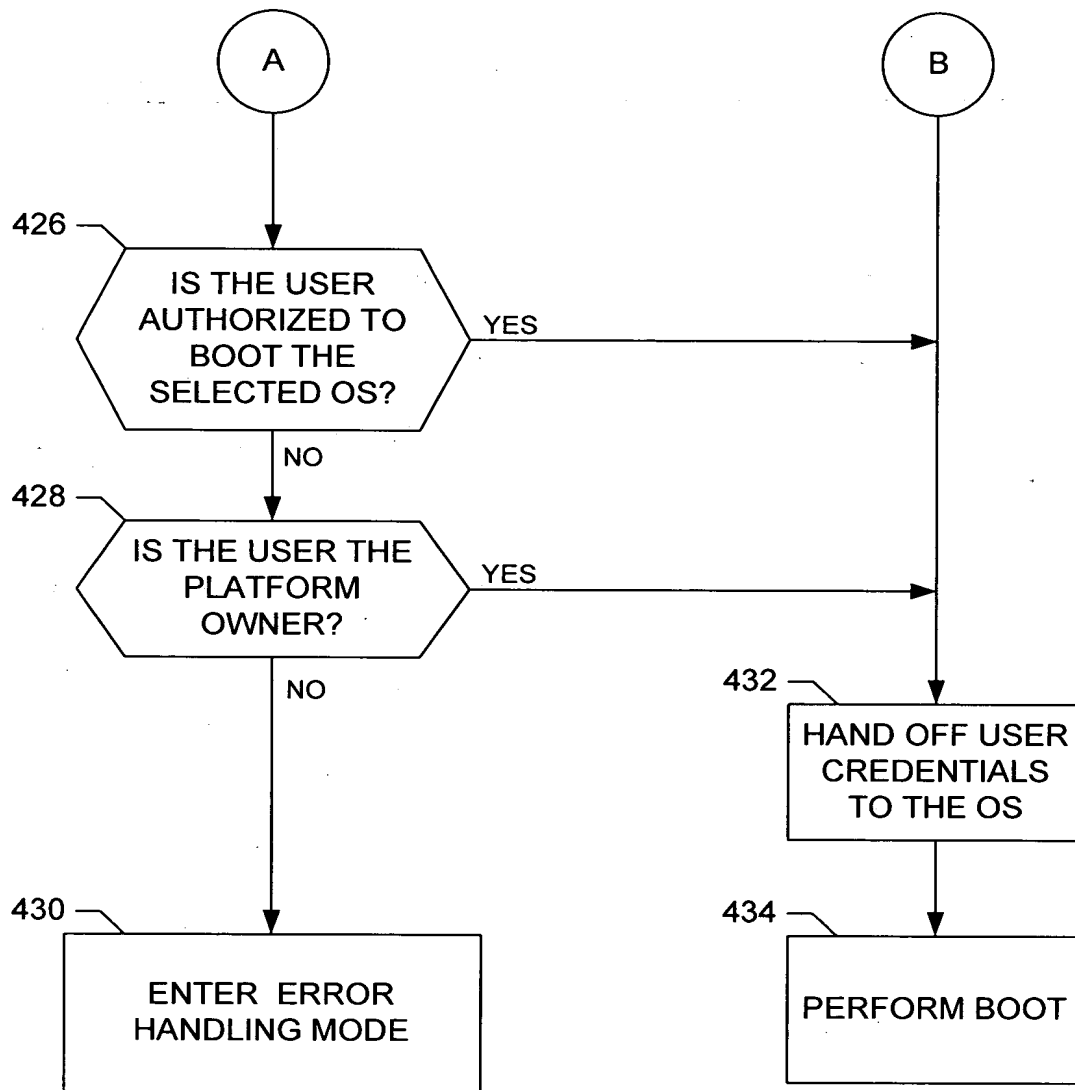 A
B
426
IS THE USER
AUTHORIZED TO
BOOT THE
SELECTED OS?
YES
NO
428
IS THE USER THE
PLATFORM
OWNER?
YES
NO
432
HAND OFF USER
CREDENTIALS
TO THE OS
430
ENTER ERROR
HANDLING MODE
434
PERFORM BOOT